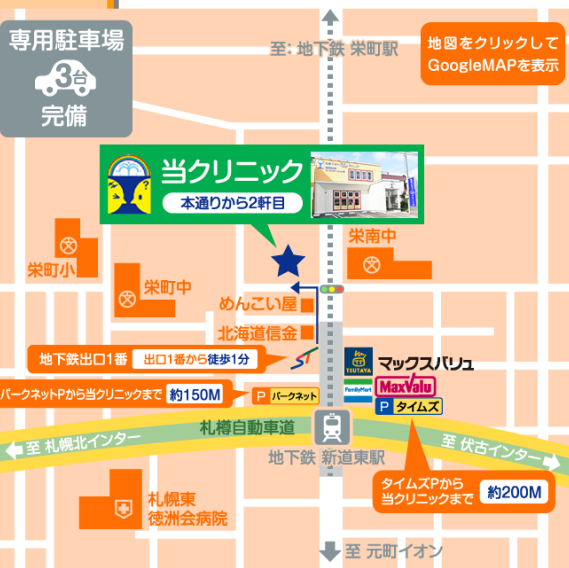 専用駐車場
3台
完備
至：地下鉄 栄町駅
地図をクリックして
GoogleMAPを表示
当クリニック
本通りから2軒目
栄南中
栄町小
栄町中
めんこい屋
北海道信金
地下鉄出口1番
出口1番から徒歩1分
TSUTAYA
マックスバリュ
FamilyMart
MaxValu
P タイムズ
パークネットPから当クリニックまで
約150M
P パークネット
札樽自動車道
至 札幌北インター
至 伏古インター
地下鉄 新道東駅
タイムズPから
当クリニックまで
約200M
札幌東
徳洲会病院
至 元町イオン